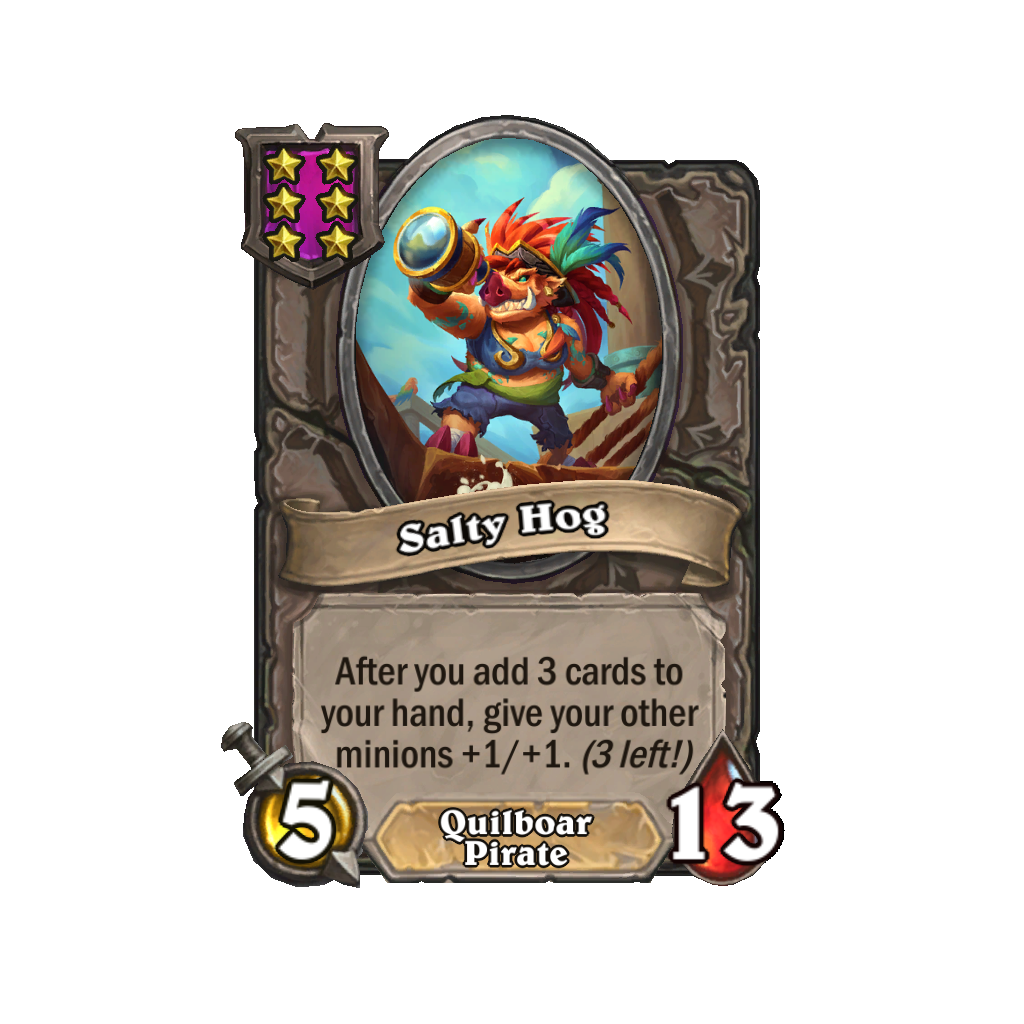 Salty Hog
After you add 3 cards to
your hand, give your other
minions +1/+1. (3 left!)
5
Quilboar
Pirate
13